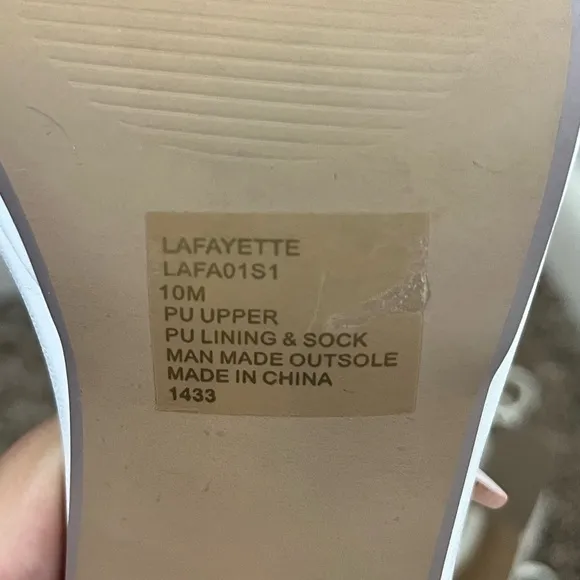 LAFAYETTE
LAFA01S1
10M
PU UPPER
PU LINING & SOCK
MAN MADE OUTSOLE
MADE IN CHINA
1433